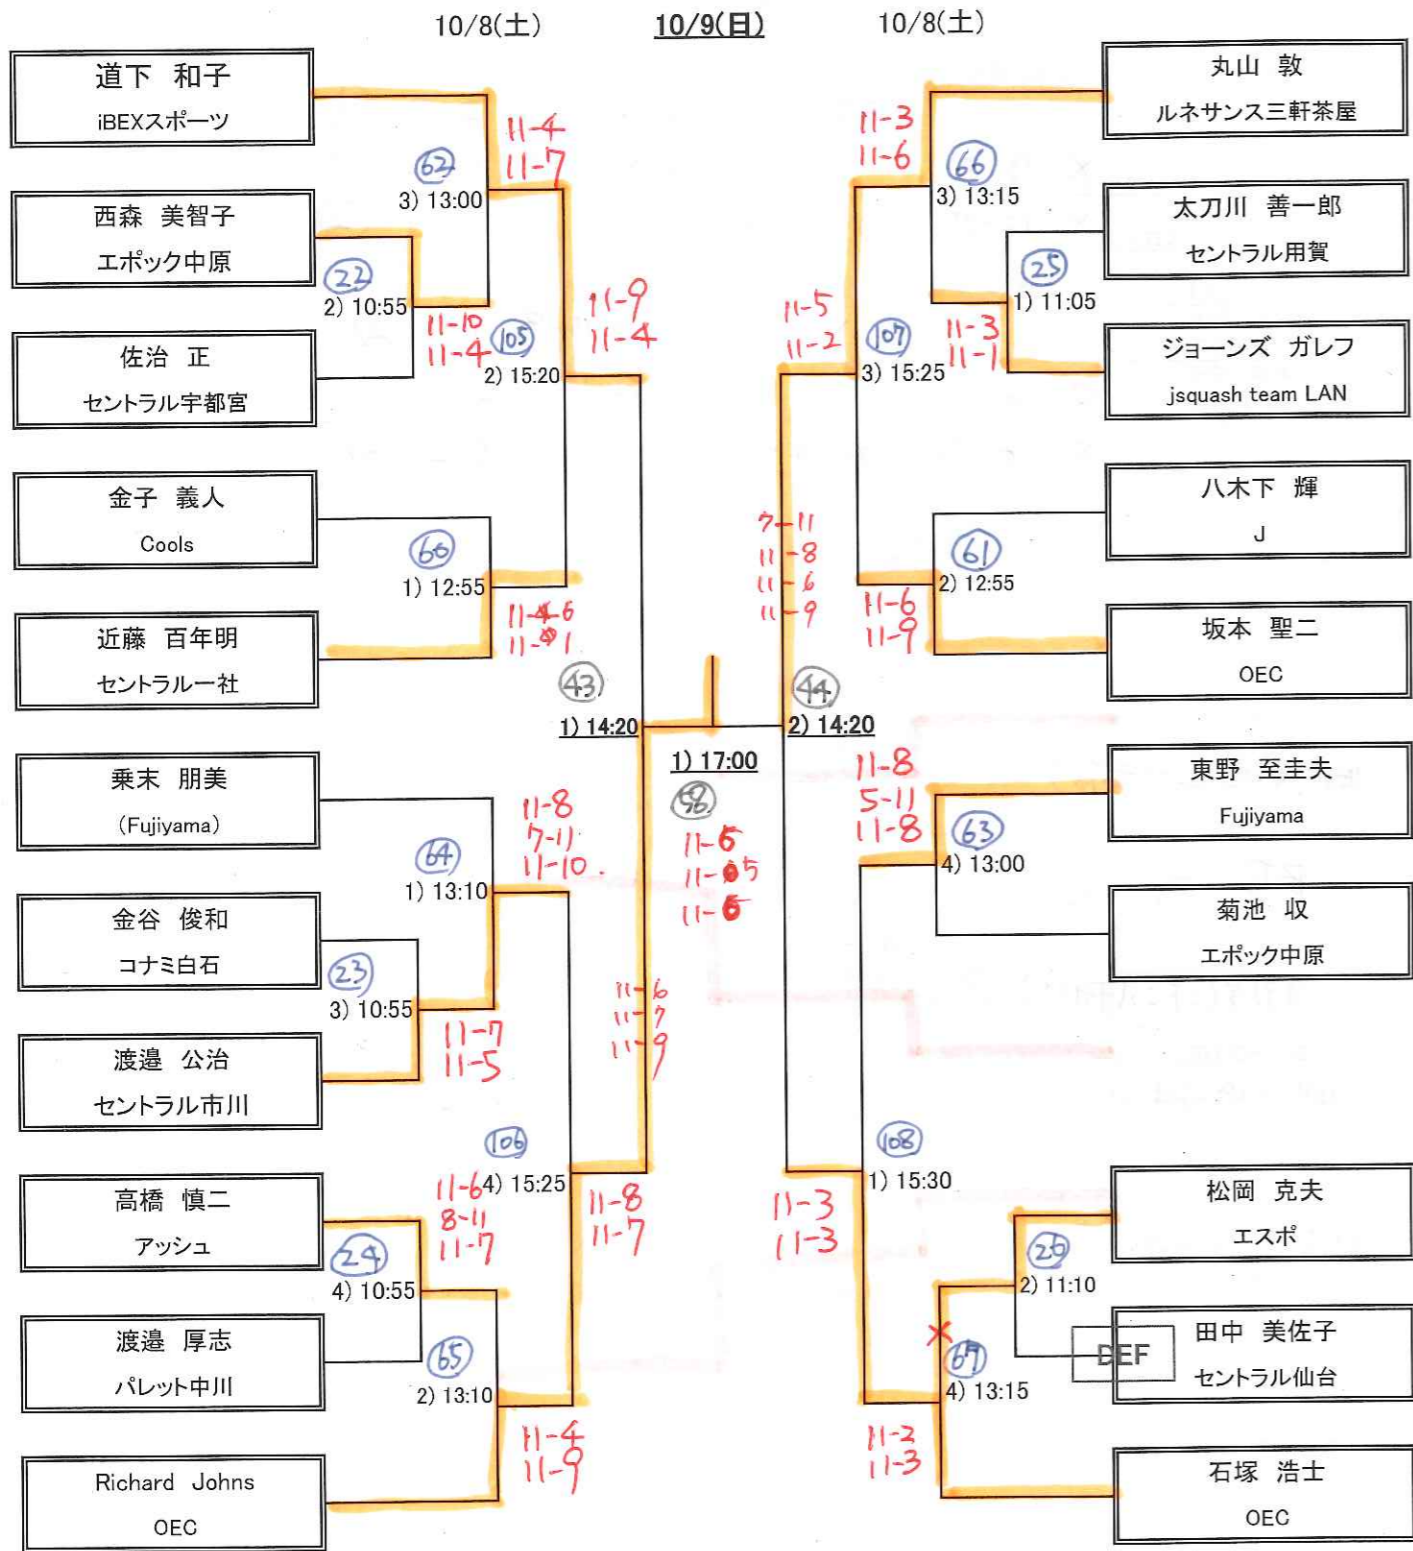 10/8(土)
10/9(日)
10/8(土)
道下 和子
iBEXスポーツ
西森 美智子
エポック中原
佐治 正
セントラル宇都宮
金子 義人
Cools
近藤 百年明
セントラル一社
乗末 朋美
(Fujiyama)
金谷 俊和
コナミ白石
渡邉 公治
セントラル市川
高橋 慎二
アッシュ
渡邉 厚志
パレット中川
Richard Johns
OEC
62
3) 13:00
11-4
11-7
22
2) 10:55
11-10
11-4
105
2) 15:20
11-9
11-4
60
1) 12:55
43
1) 14:20
64
1) 13:10
11-8
7-11
11-10
23
3) 10:55
11-7
11-5
11-6
11-7
11-9
106
4) 15:25
11-8
11-7
11-6
8-11
11-7
24
4) 10:55
65
2) 13:10
11-4
11-9
1) 17:00
58
丸山 敦
ルネサンス三軒茶屋
太刀川 善一郎
セントラル用賀
ジョーンズ ガレフ
jsquash team LAN
八木下 輝
J
坂本 聖二
OEC
東野 至圭夫
Fujiyama
菊池 収
エポック中原
松岡 克夫
エスポ
田中 美佐子
セントラル仙台
DEF
石塚 浩士
OEC
11-3
11-6
66
3) 13:15
25
1) 11:05
11-3
11-1
11-5
11-2
107
3) 15:25
7-11
11-8
11-6
11-9
61
2) 12:55
11-6
11-9
44
2) 14:20
11-8
5-11
11-8
63
4) 13:00
108
1) 15:30
11-3
11-3
26
2) 11:10
67
4) 13:15
11-2
11-3